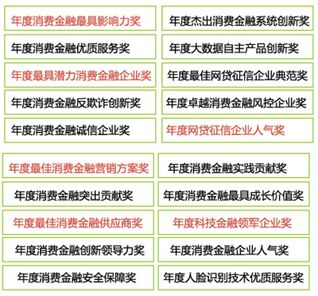 年度消费金融最具影响力奖
年度杰出消费金融系统创新奖
年度消费金融优质服务奖
年度大数据自主产品创新奖
年度最具潜力消费金融企业奖
年度最佳网贷征信企业典范奖
年度消费金融反欺诈创新奖
年度卓越消费金融风控企业奖
年度消费金融诚信企业奖
年度网贷征信企业人气奖
年度最佳消费金融营销方案奖
年度消费金融实践贡献奖
年度消费金融突出贡献奖
年度消费金融最具成长价值奖
年度最佳消费金融供应商奖
年度科技金融领军企业奖
年度消费金融创新领导力奖
年度消费金融企业人气奖
年度消费金融安全保障奖
年度人脸识别技术优质服务奖